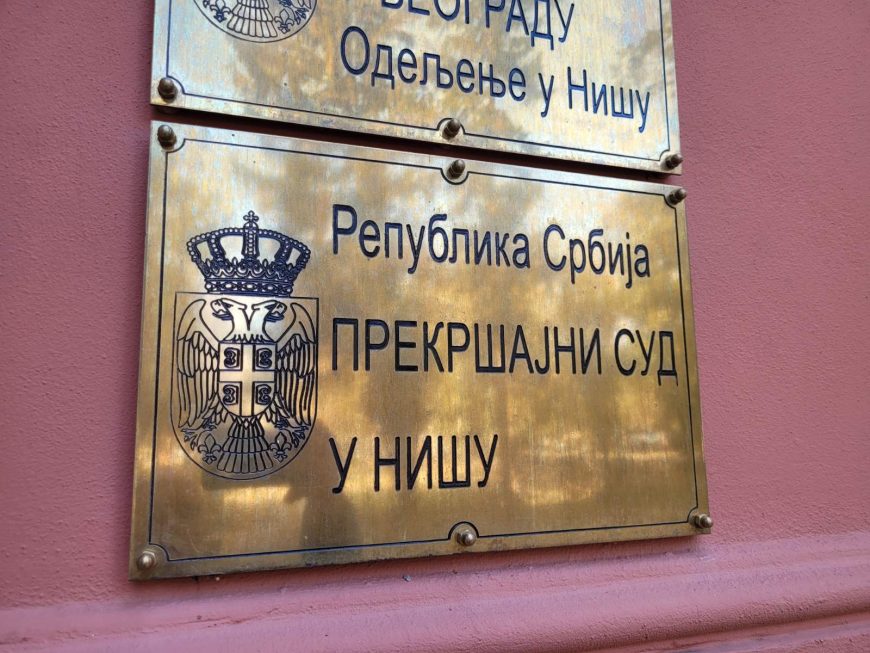 БЕОГРАДУ
Одељење у Нишу
Република Србија
ПРЕКРШАЈНИ СУД
У НИШУ